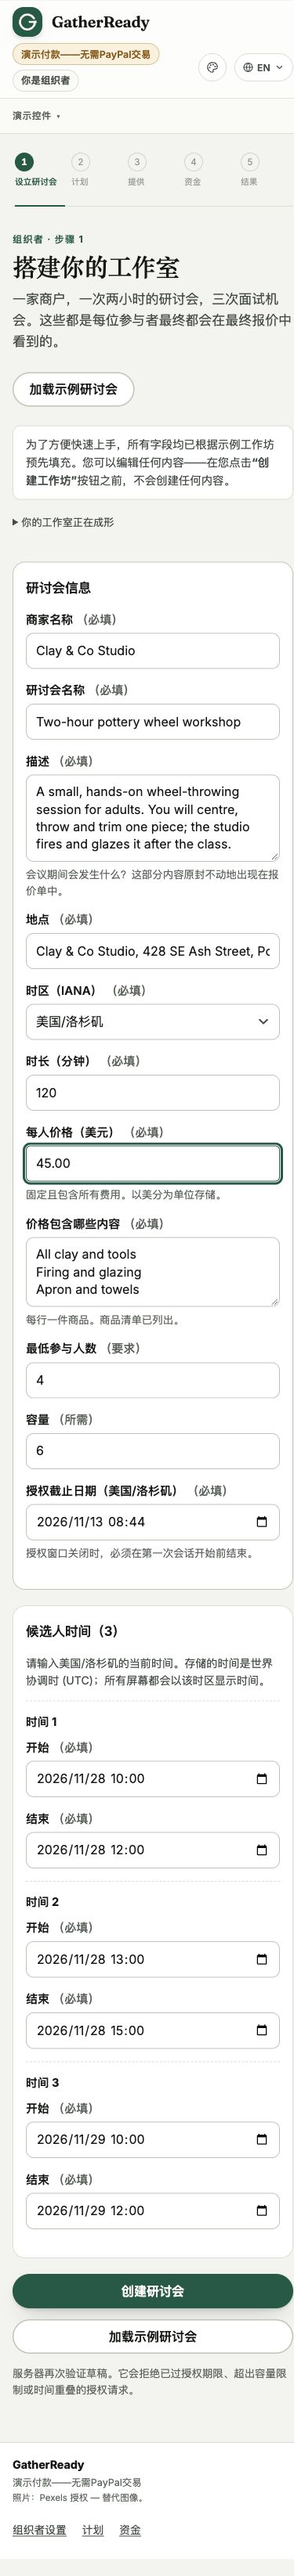 GatherReady
演示付款——无需PayPal交易
你是组织者
EN
演示控件
1
2
3
4
5
设立研讨会
计划
提供
资金
结果
组织者 · 步骤 1
搭建你的工作室
一家商户，一次两小时的研讨会，三次面试机
会。这些都是每位参与者最终都会在最终报价中
看到的。
加载示例研讨会
为了方便快速上手，所有字段均已根据示例工作坊
预先填充。您可以编辑任何内容——在您点击“创
建工作坊”按钮之前，不会创建任何内容。
你的工作室正在成形
研讨会信息
商家名称 （必填）
Clay & Co Studio
研讨会名称 （必填）
Two-hour pottery wheel workshop
描述 （必填）
A small, hands-on wheel-throwing
session for adults. You will centre,
throw and trim one piece; the studio
fires and glazes it after the class.
会议期间会发生什么？这部分内容原封不动地出现在报
价单中。
地点 （必填）
Clay & Co Studio, 428 SE Ash Street, Pc
时区（IANA） （必填）
美国/洛杉矶
时长（分钟） （必填）
120
每人价格（美元） （必填）
45.00
固定且包含所有费用。以美分为单位存储。
价格包含哪些内容 （必填）
All clay and tools
Firing and glazing
Apron and towels
每行一件商品。商品清单已列出。
最低参与人数 （要求）
4
容量 （所需）
6
授权截止日期（美国/洛杉矶） （必填）
2026/11/13 08:44
授权窗口关闭时，必须在第一次会话开始前结束。
候选人时间（3）
请输入美国/洛杉矶的当前时间。存储的时间是世界
协调时 (UTC)；所有屏幕都会以该时区显示时间。
时间 1
开始 （必填）
2026/11/28 10:00
结束 （必填）
2026/11/28 12:00
时间 2
开始 （必填）
2026/11/28 13:00
结束 （必填）
2026/11/28 15:00
时间 3
开始 （必填）
2026/11/29 10:00
结束 （必填）
2026/11/29 12:00
创建研讨会
加载示例研讨会
服务器再次验证草稿。它会拒绝已过授权期限、超出容量限
制或时间重叠的授权请求。
GatherReady
演示付款——无需PayPal交易
照片：Pexels 授权 — 替代图像。
组织者设置
计划
资金